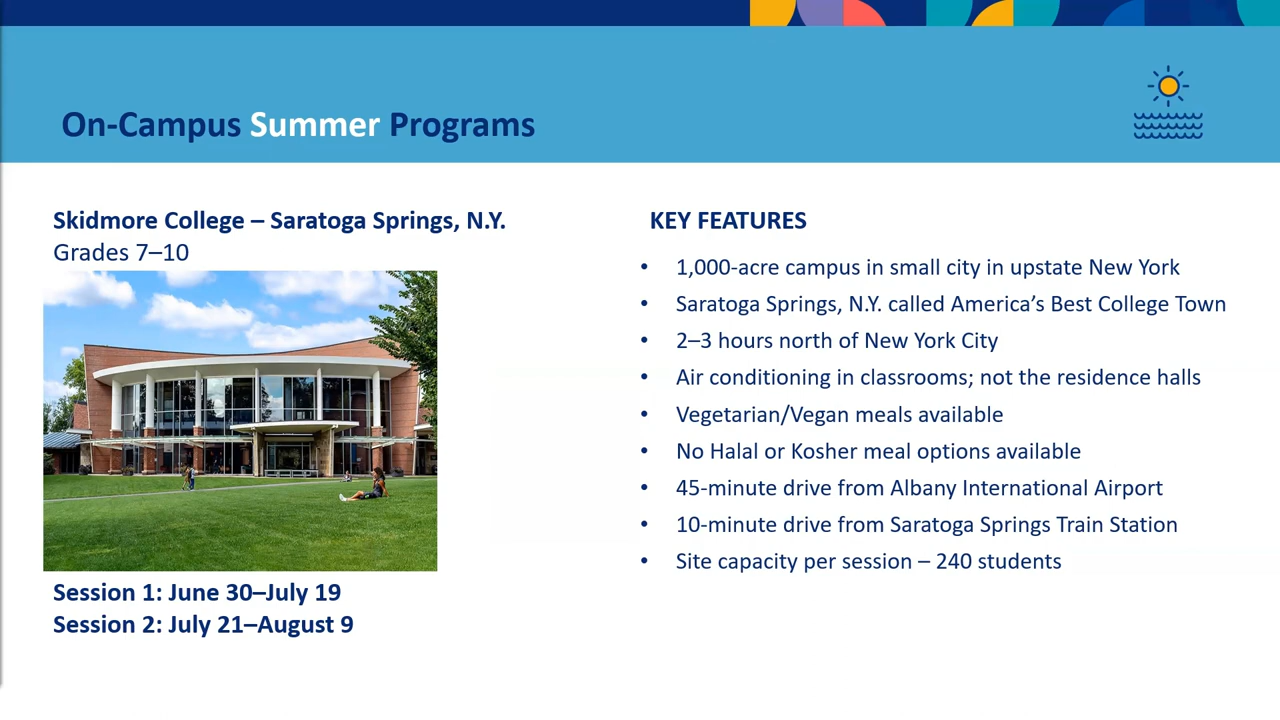 On-Campus Summer Programs
Skidmore College – Saratoga Springs, N.Y.
Grades 7–10
Session 1: June 30–July 19
Session 2: July 21–August 9
KEY FEATURES
• 1,000-acre campus in small city in upstate New York
• Saratoga Springs, N.Y. called America’s Best College Town
• 2–3 hours north of New York City
• Air conditioning in classrooms; not the residence halls
• Vegetarian/Vegan meals available
• No Halal or Kosher meal options available
• 45-minute drive from Albany International Airport
• 10-minute drive from Saratoga Springs Train Station
• Site capacity per session – 240 students